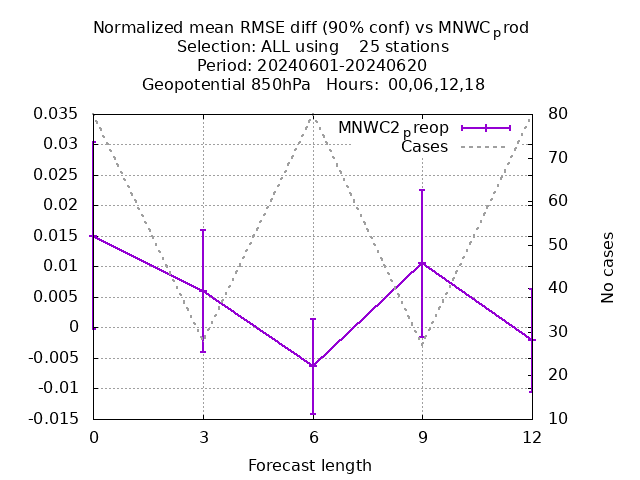 Normalized mean RMSE diff (90% conf) vs MNWCprod
Selection: ALL using 25 stations
Period: 20240601-20240620
Geopotential 850hPa Hours: 00,06,12,18
MNWC2preop
Cases
0.035
0.03
0.025
0.02
0.015
0.01
0.005
0
-0.005
-0.01
-0.015
80
70
60
50
40
30
20
10
No cases
0 3 6 9 12
Forecast length